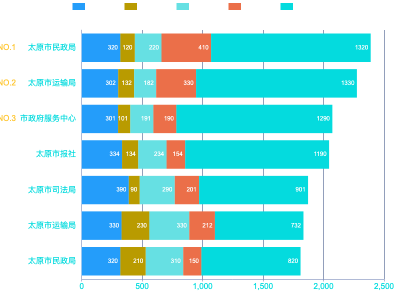 NO.1 太原市民政局 320 120 220 410 1320
NO.2 太原市运输局 302 132 182 330 1330
NO.3 市政府服务中心 301 101 191 190 1290
太原市报社 334 134 234 154 1190
太原市司法局 390 90 290 201 901
太原市运输局 330 230 330 212 732
太原市民政局 320 210 310 150 820
0 500 1,000 1,500 2,000 2,500